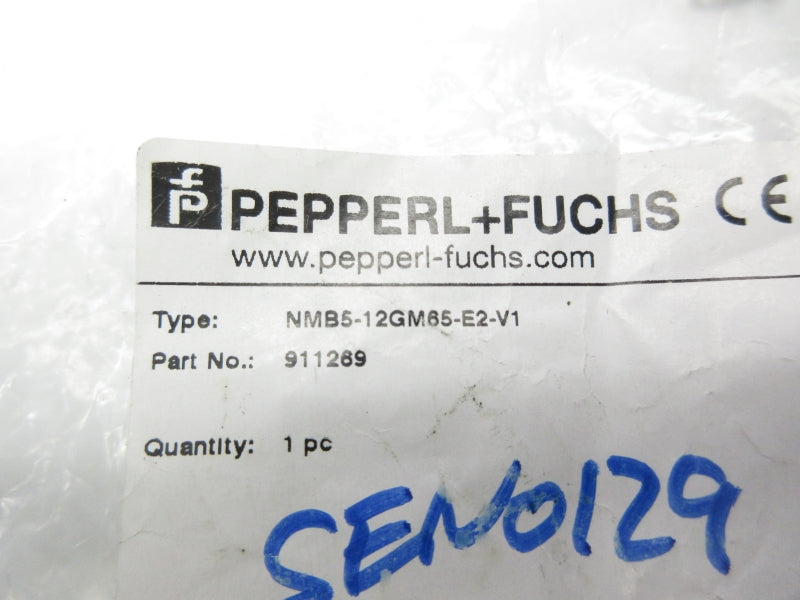 PEPPERL+FUCHS CE
www.pepperl-fuchs.com
Type: NMB5-12GM65-E2-V1
Part No.: 911269
Quantity: 1 pc
SEN0129